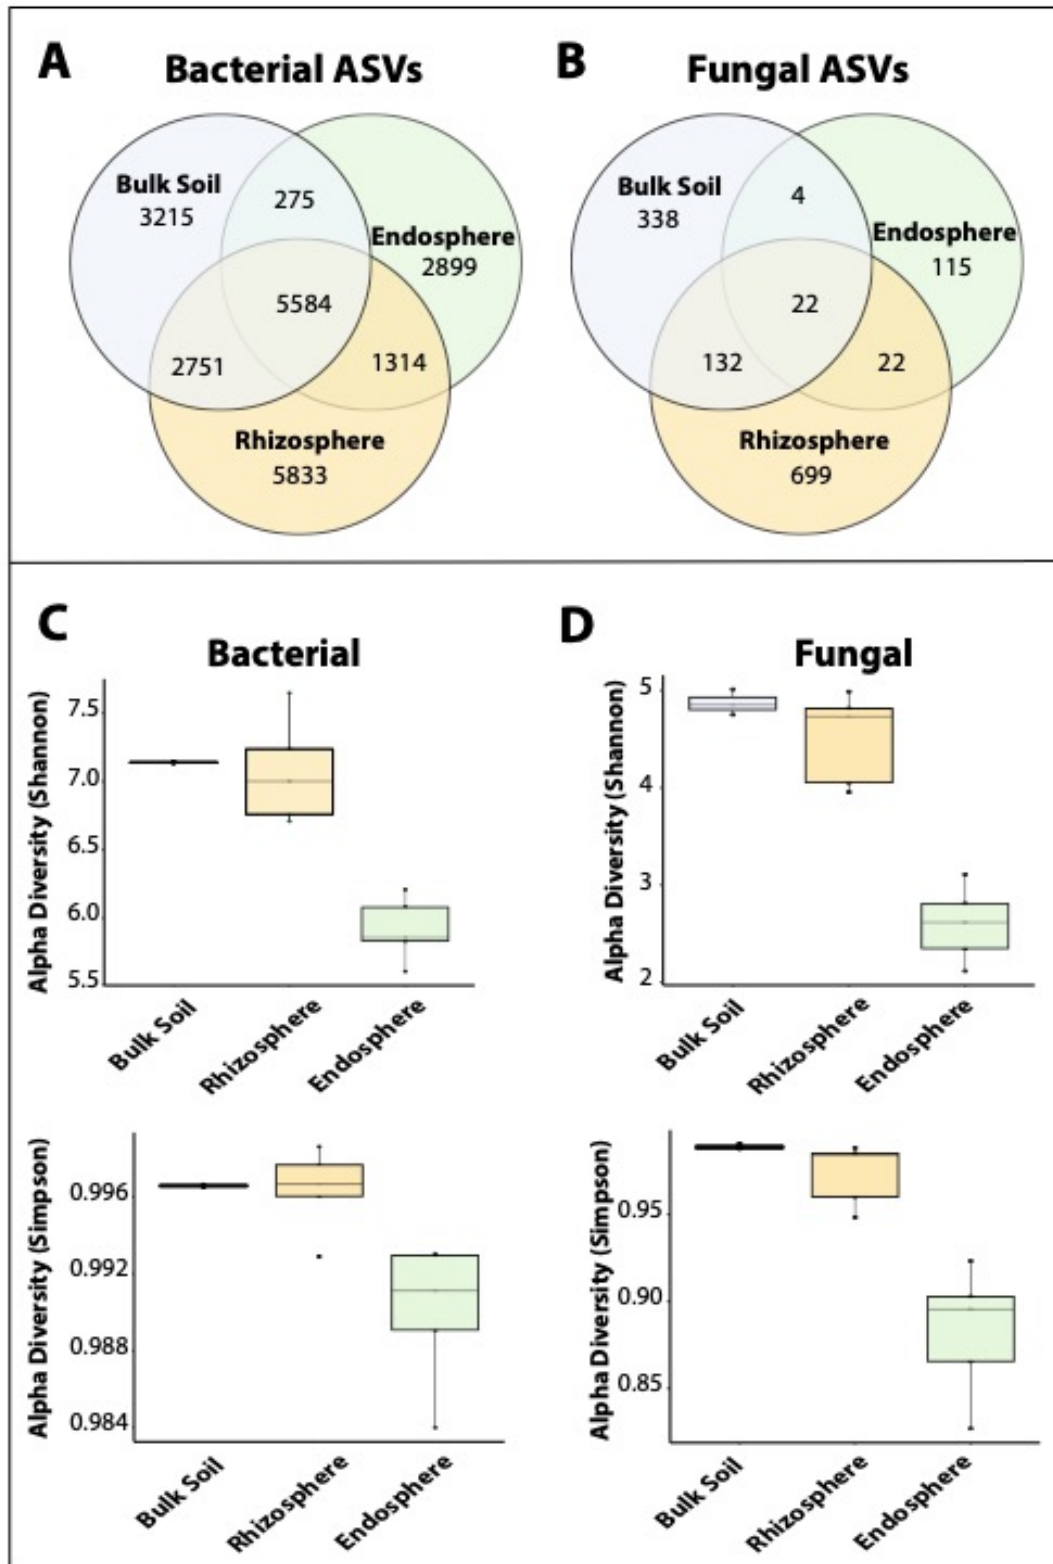 A
Bacterial ASVs
Bulk Soil
3215
275
Endosphere
2899
5584
2751
1314
Rhizosphere
5833
B
Fungal ASVs
Bulk Soil
338
4
Endosphere
115
22
132
22
Rhizosphere
699
C
Bacterial
Alpha Diversity (Shannon)
7.5
7.0
6.5
6.0
5.5
Bulk Soil
Rhizosphere
Endosphere
Alpha Diversity (Simpson)
0.996
0.992
0.988
0.984
Bulk Soil
Rhizosphere
Endosphere
D
Fungal
Alpha Diversity (Shannon)
5
4
3
2
Bulk Soil
Rhizosphere
Endosphere
Alpha Diversity (Simpson)
0.95
0.90
0.85
Bulk Soil
Rhizosphere
Endosphere